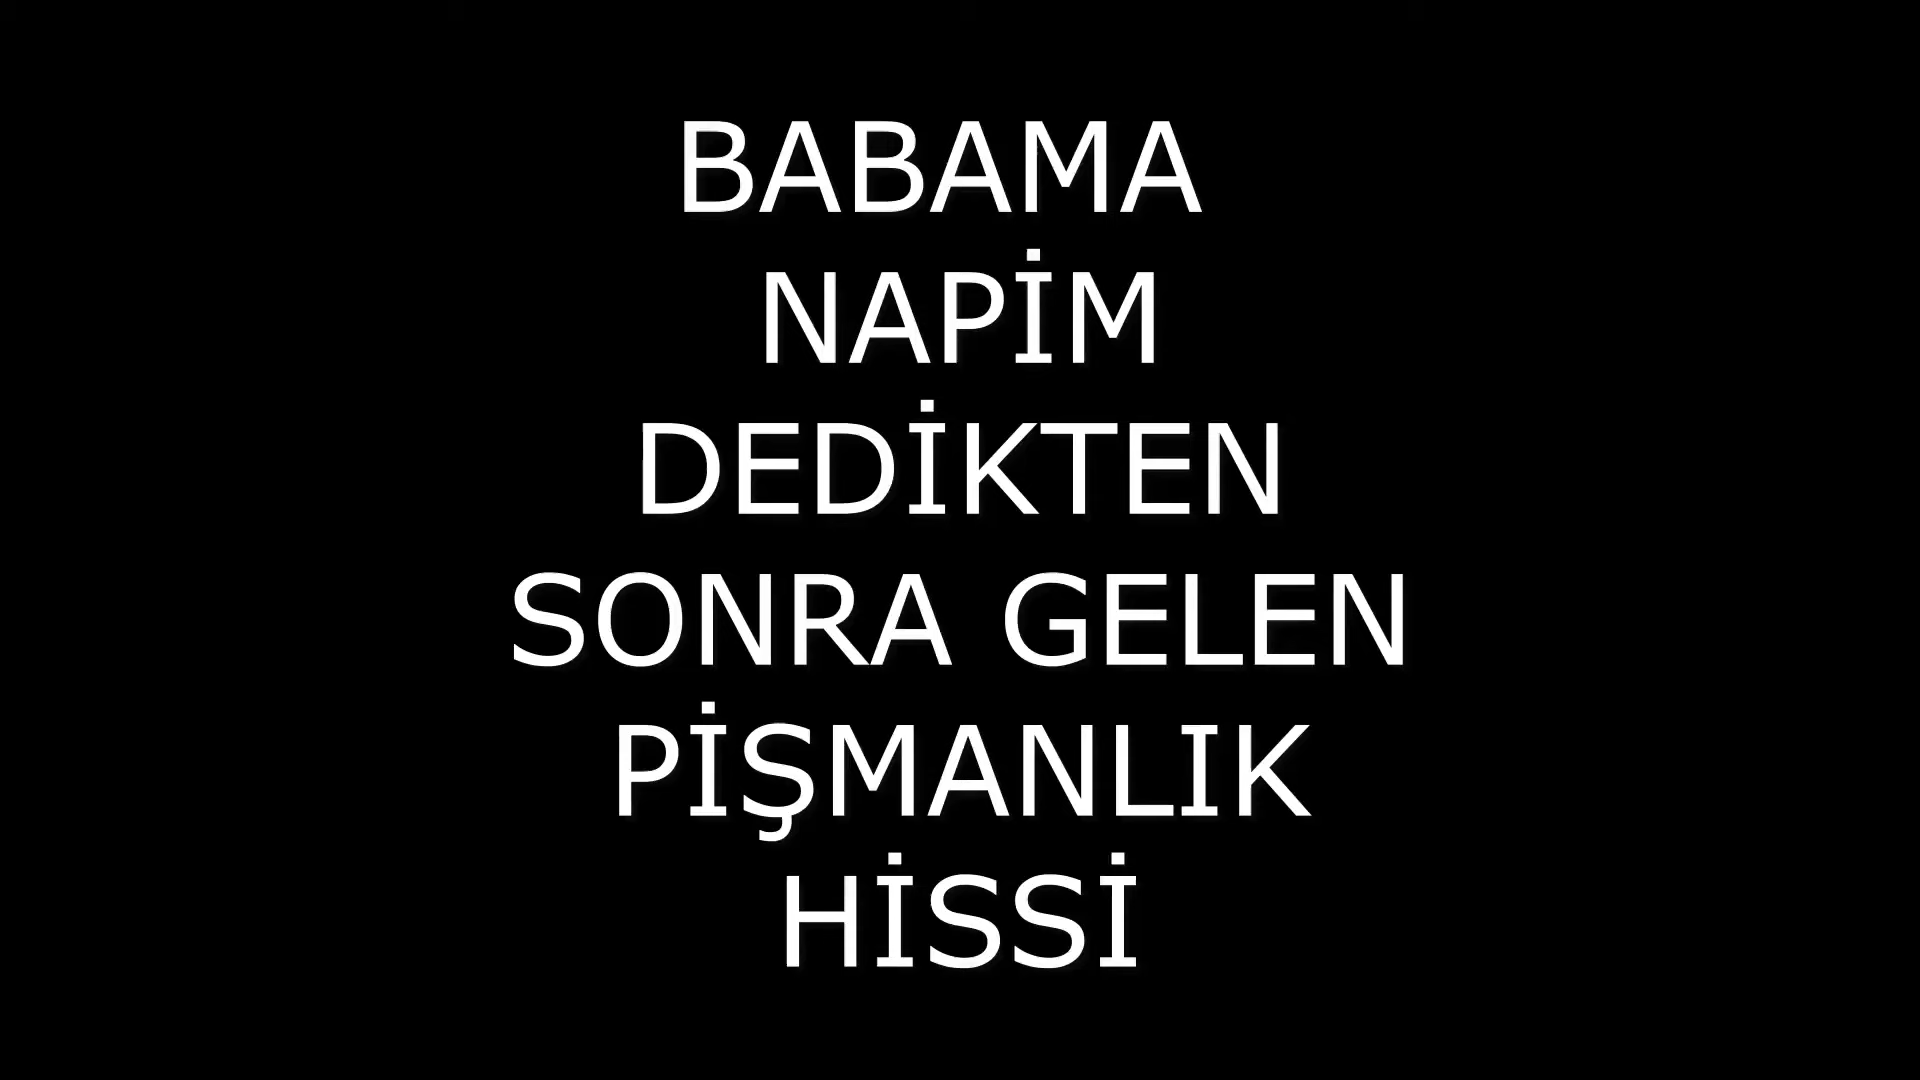 BABAMA
NAPİM
DEDİKTEN
SONRA GELEN
PİŞMANLIK
HİSSİ